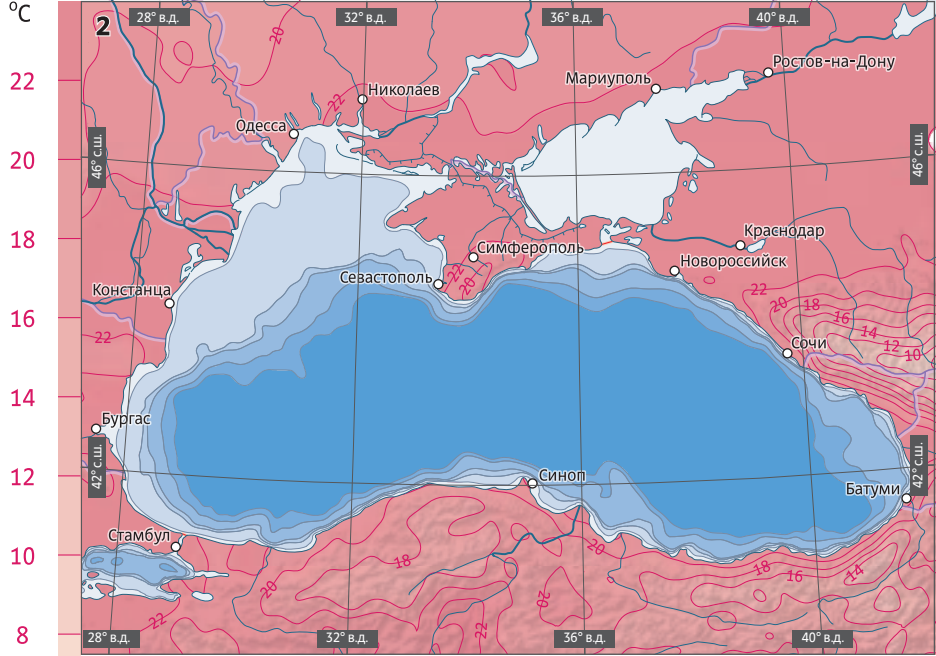 °C
2
28° в.д.
32° в.д.
36° в.д.
40° в.д.
20
22
Николаев
22
Мариуполь
Ростов-на-Дону
Одесса
46° с.ш.
46° с.ш.
20
18
Краснодар
Симферополь
Новороссийск
22
20
Севастополь
Констанца
22
20
18
16
16
14
12
10
22
Сочи
14
Бургас
42° с.ш.
42° с.ш.
12
Синоп
Батуми
Стамбул
10
20
18
18
16
14
20
20
22
22
8
28° в.д.
32° в.д.
36° в.д.
40° в.д.